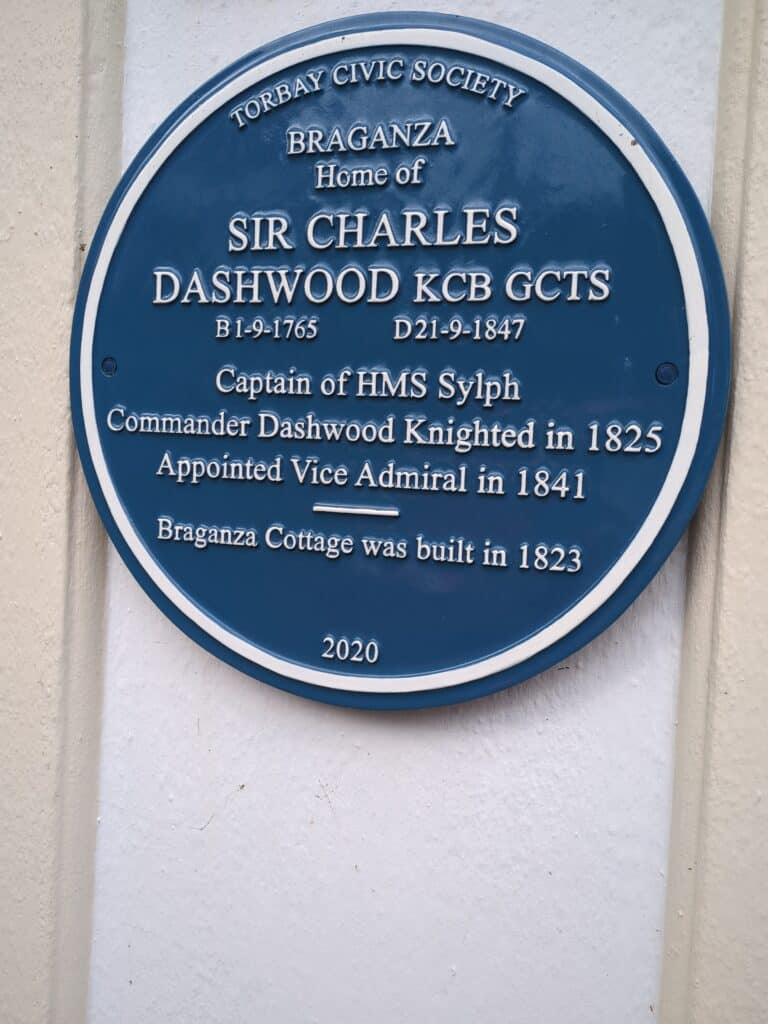 TORBAY CIVIC SOCIETY
BRAGANZA
Home of
SIR CHARLES
DASHWOOD KCB GCTS
B1-9-1765 D21-9-1847
Captain of HMS Sylph
Commander Dashwood Knighted in 1825
Appointed Vice Admiral in 1841
Braganza Cottage was built in 1823
2020